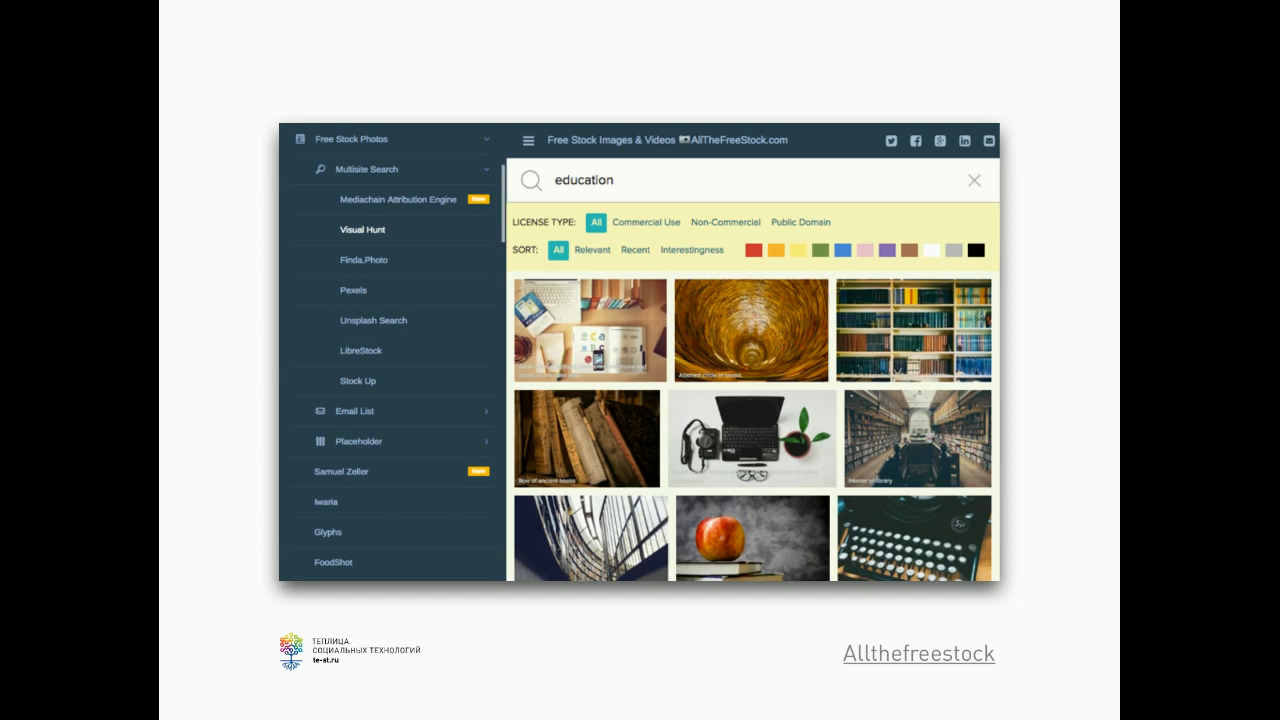 Free Stock Photos
Multisite Search
Mediachain Attribution Engine New
Visual Hunt
Finda.Photo
Pexels
Unsplash Search
LibreStock
Stock Up
Email List
Placeholder
Samuel Zeller New
Iwaria
Glyphs
FoodShot
Free Stock Images & Videos AllTheFreeStock.com
education
LICENSE TYPE: All Commercial Use Non-Commercial Public Domain
SORT: All Relevant Recent Interestingness
Abstract circle of books
Row of ancient books
Interior of library
ТЕПЛИЦА
СОЦИАЛЬНЫХ ТЕХНОЛОГИЙ
te-st.ru
Allthefreestock